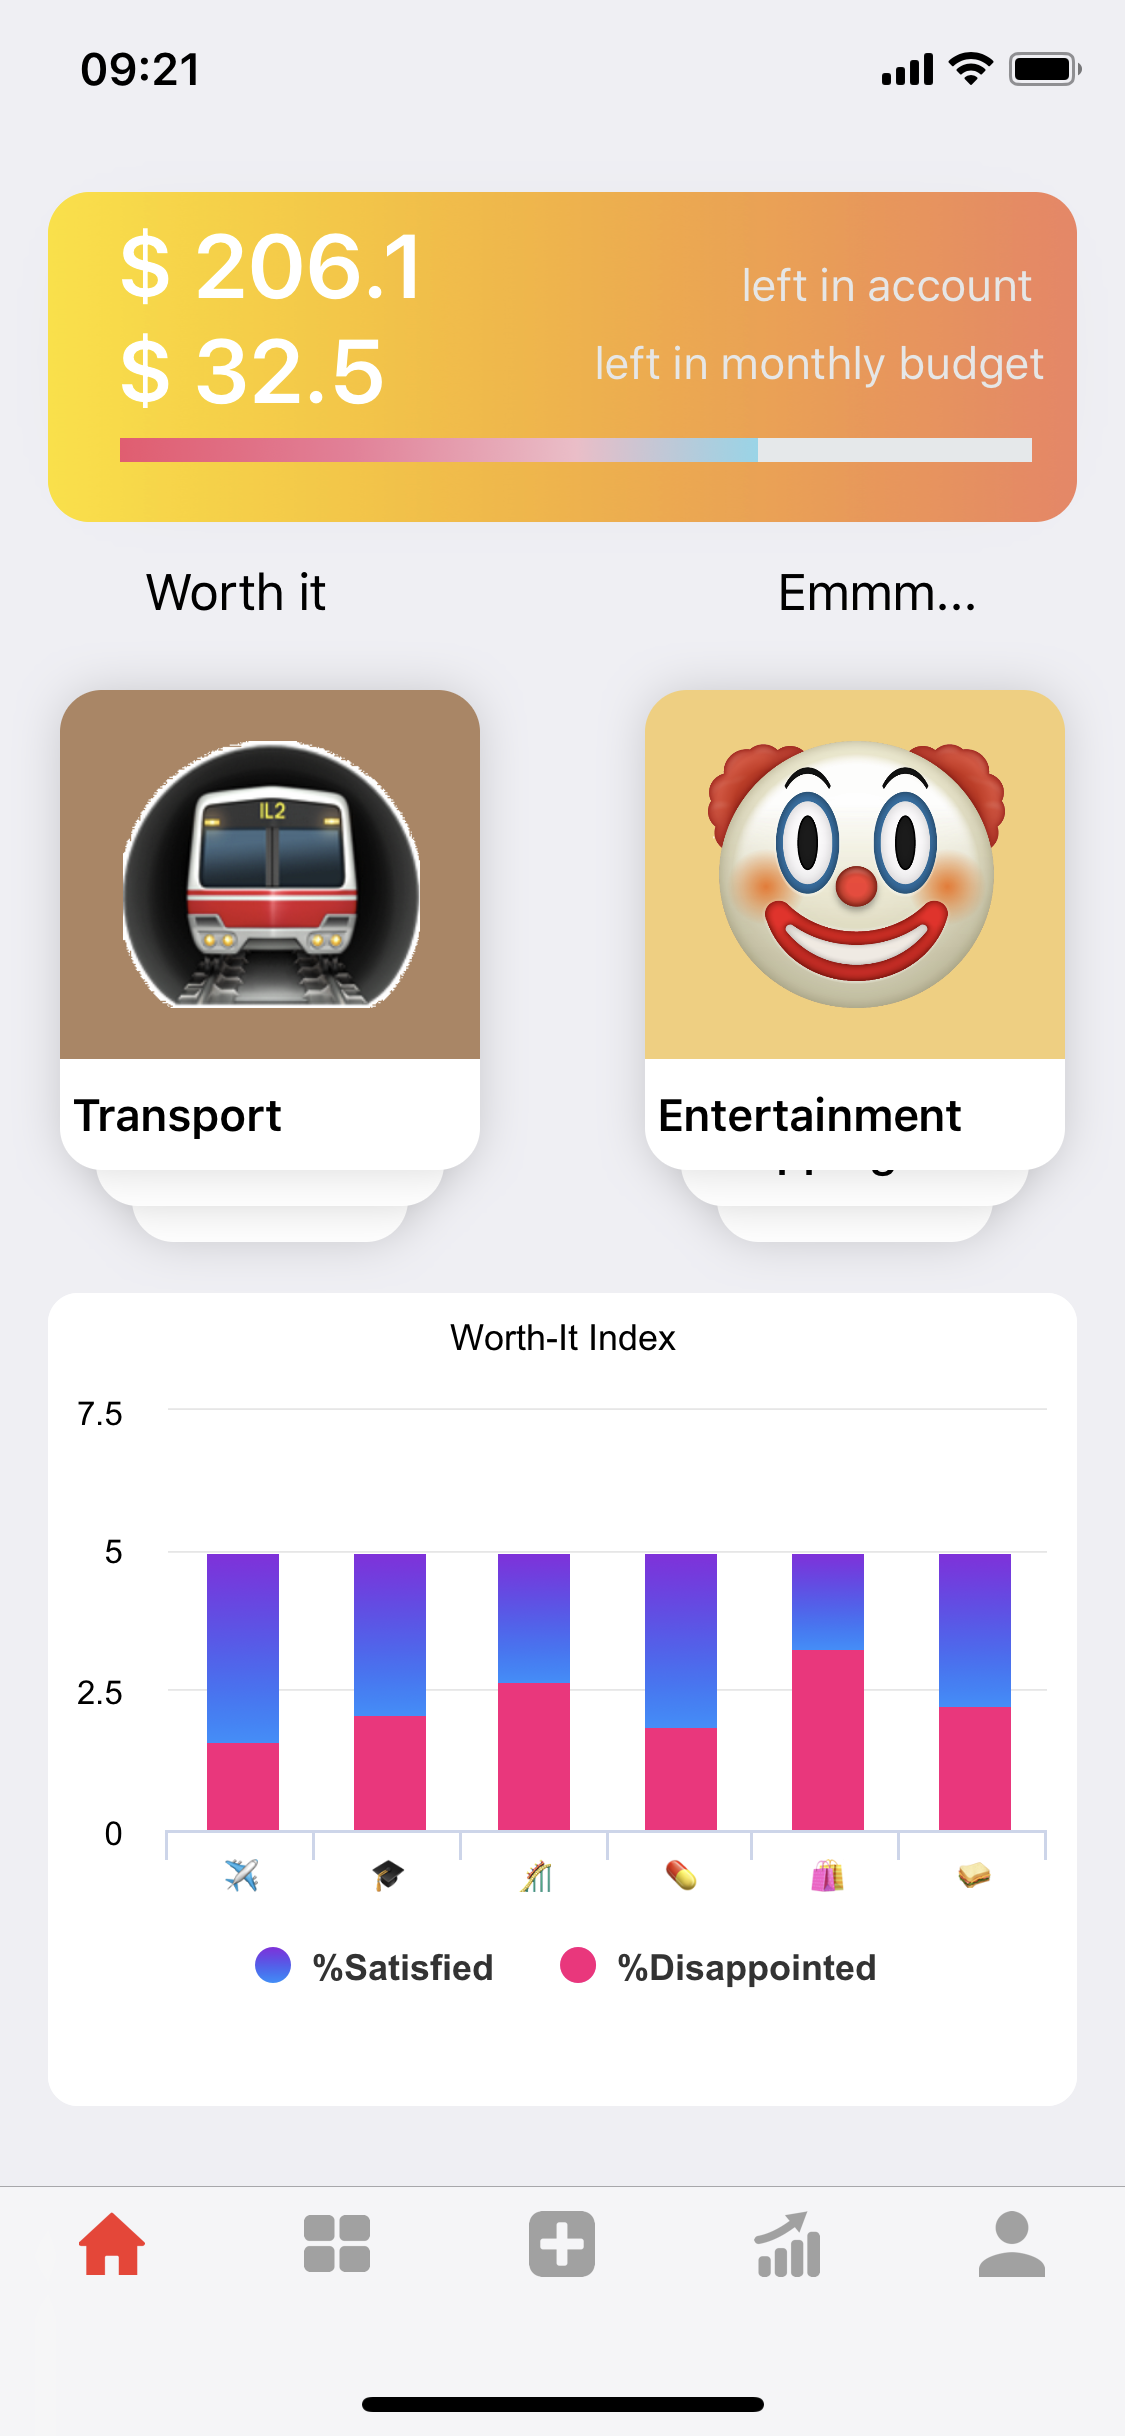 09:21
$ 206.1
left in account
$ 32.5
left in monthly budget
Worth it
Emmm...
IL2
Transport
Entertainment
Worth-It Index
7.5
5
2.5
0
%Satisfied
%Disappointed